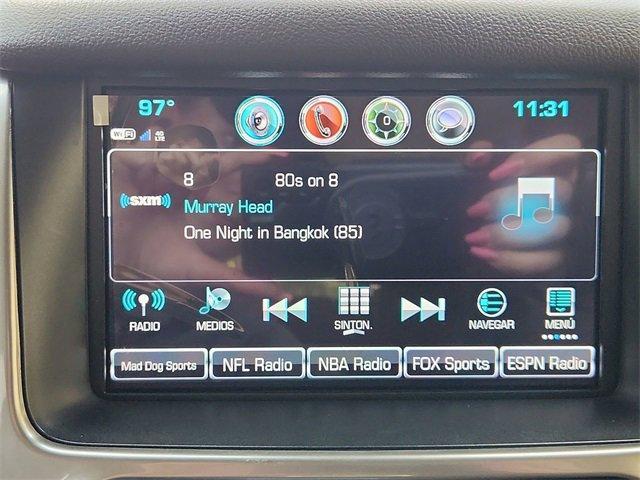 97° 11:31
WiFi 4G LTE
8 80s on 8
((sxm))
Murray Head
One Night in Bangkok (85)
RADIO MEDIOS SINTON. NAVEGAR MENÚ
Mad Dog Sports NFL Radio NBA Radio FOX Sports ESPN Radio